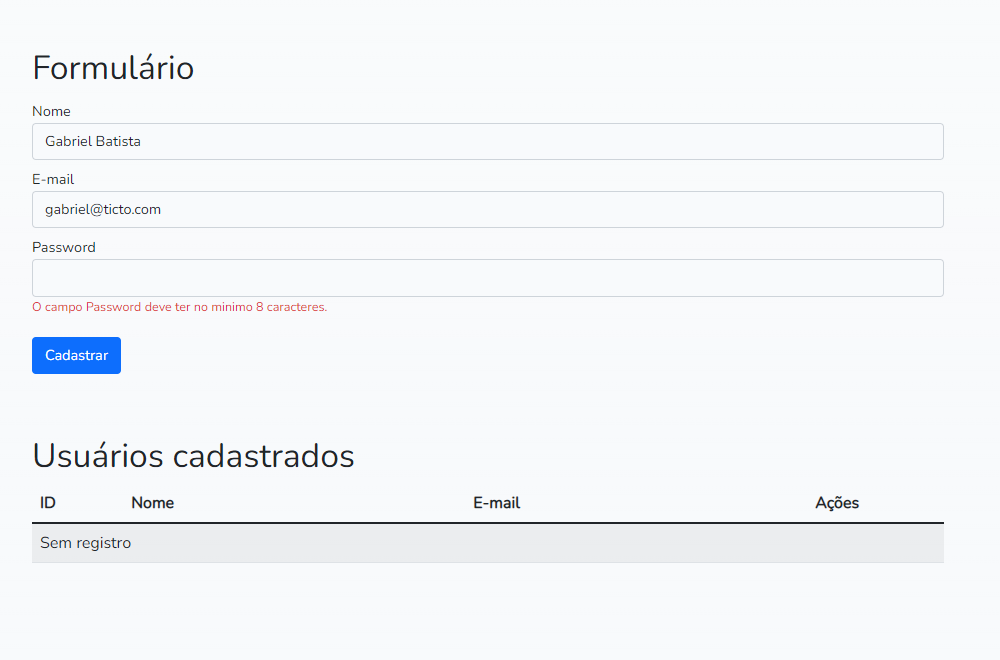 Formulário
Nome
Gabriel Batista
E-mail
gabriel@ticto.com
Password
O campo Password deve ter no minimo 8 caracteres.
Cadastrar
Usuários cadastrados
ID Nome E-mail Ações
Sem registro